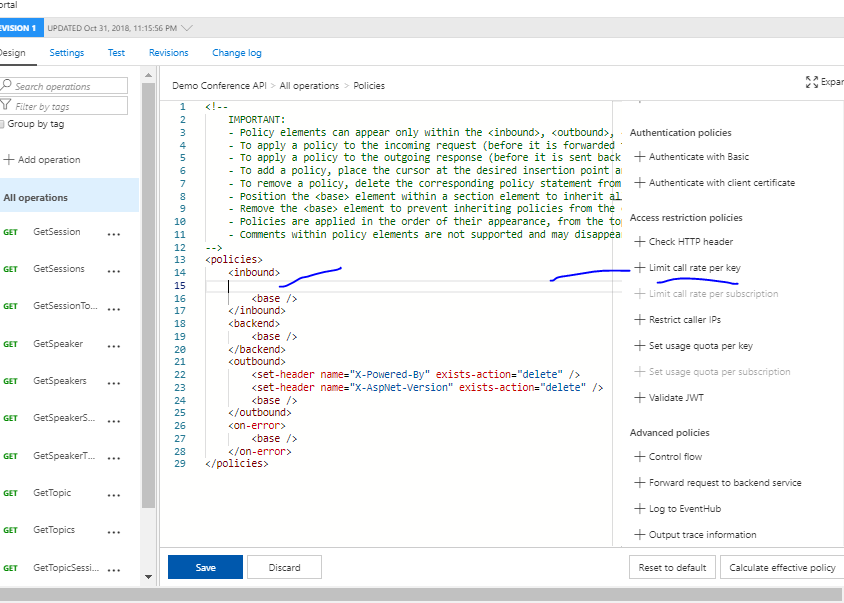 ortal
EVISION 1
UPDATED Oct 31, 2018, 11:15:56 PM
Design
Settings
Test
Revisions
Change log
Search operations
Filter by tags
Group by tag
Add operation
All operations
GET GetSession ...
GET GetSessions ...
GET GetSessionTo... ...
GET GetSpeaker ...
GET GetSpeakers ...
GET GetSpeakerS... ...
GET GetSpeakerT... ...
GET GetTopic ...
GET GetTopics ...
GET GetTopicSessi... ...
Demo Conference API > All operations > Policies
Expan
1 <!--
2 IMPORTANT:
3 - Policy elements can appear only within the <inbound>, <outbound>,
4 - To apply a policy to the incoming request (before it is forwarded
5 - To apply a policy to the outgoing response (before it is sent back
6 - To add a policy, place the cursor at the desired insertion point a
7 - To remove a policy, delete the corresponding policy statement from
8 - Position the <base> element within a section element to inherit al
9 - Remove the <base> element to prevent inheriting policies from the
10 - Policies are applied in the order of their appearance, from the to
11 - Comments within policy elements are not supported and may disappea
12 -->
13 <policies>
14 <inbound>
15
16 <base />
17 </inbound>
18 <backend>
19 <base />
20 </backend>
21 <outbound>
22 <set-header name="X-Powered-By" exists-action="delete" />
23 <set-header name="X-AspNet-Version" exists-action="delete" />
24 <base />
25 </outbound>
26 <on-error>
27 <base />
28 </on-error>
29 </policies>
Authentication policies
Authenticate with Basic
Authenticate with client certificate
Access restriction policies
Check HTTP header
Limit call rate per key
Limit call rate per subscription
Restrict caller IPs
Set usage quota per key
Set usage quota per subscription
Validate JWT
Advanced policies
Control flow
Forward request to backend service
Log to EventHub
Output trace information
Save
Discard
Reset to default
Calculate effective policy